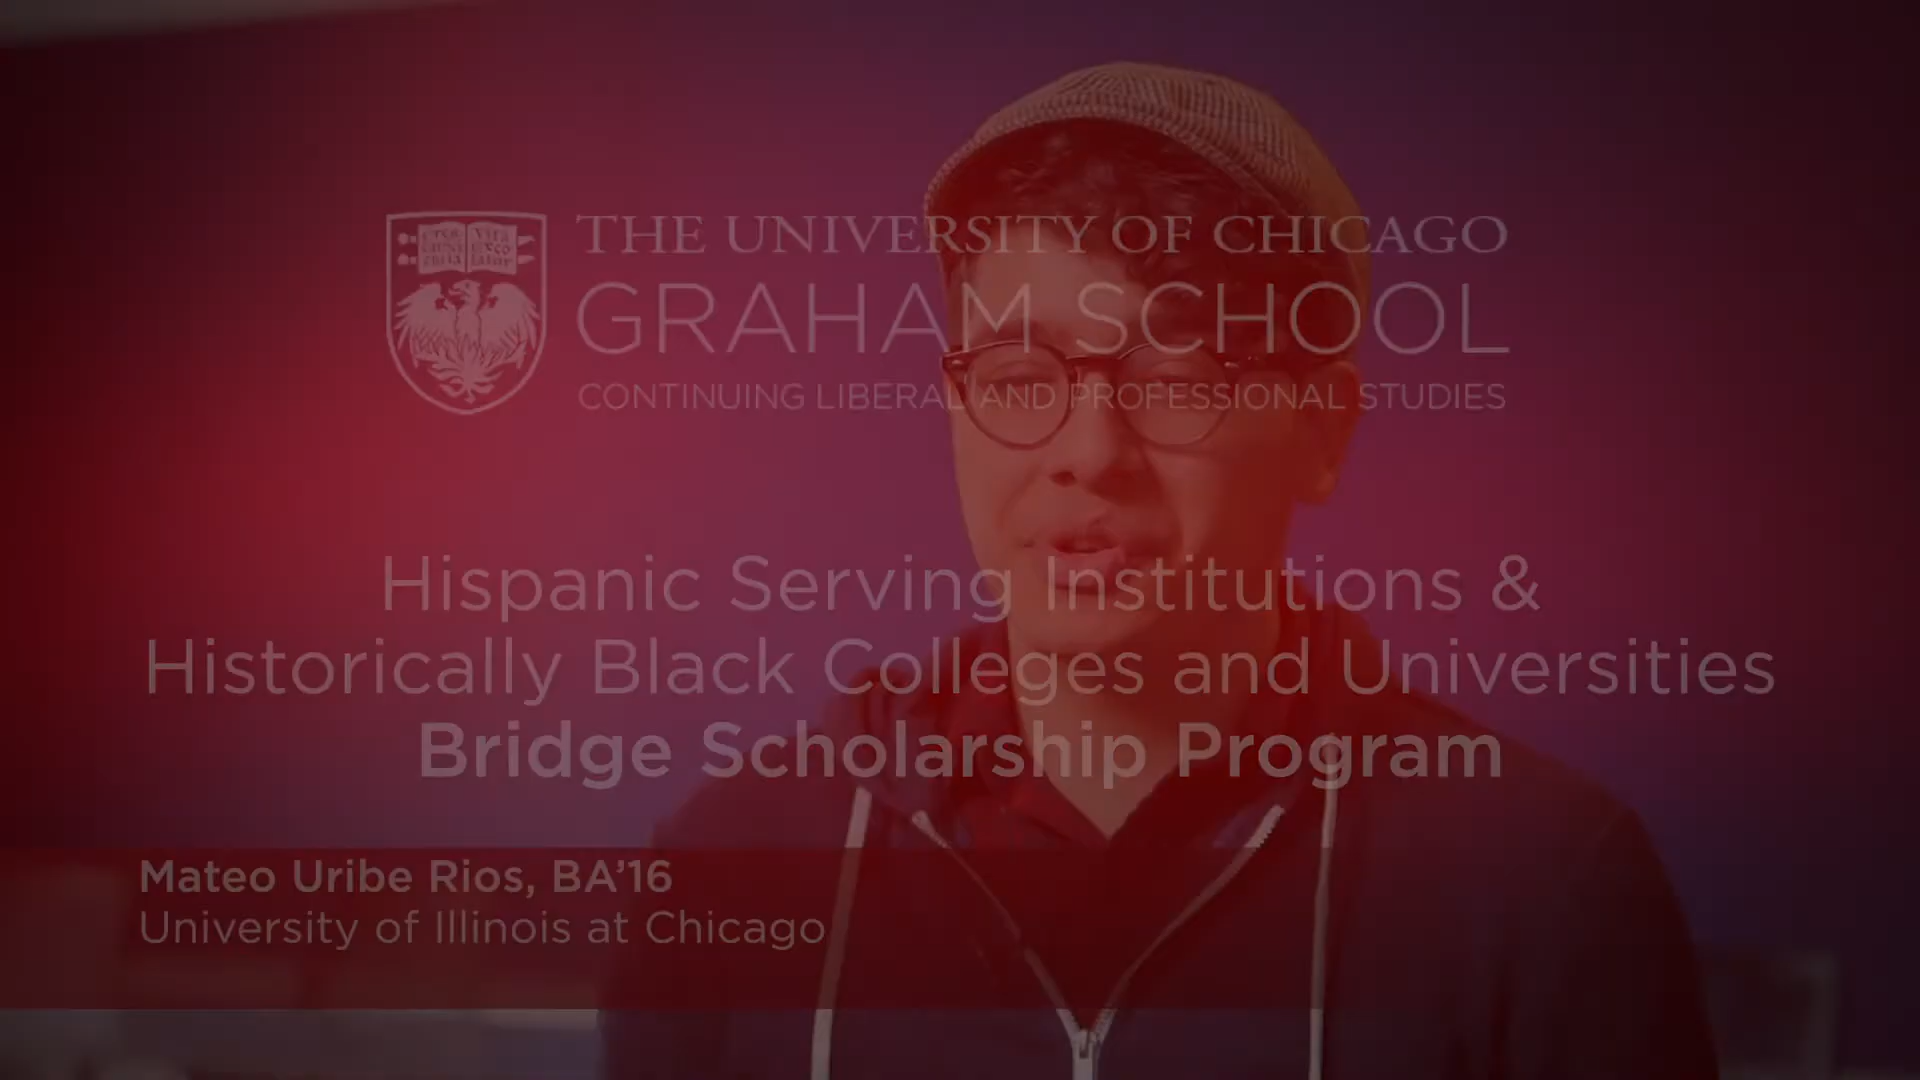 THE UNIVERSITY OF CHICAGO
GRAHAM SCHOOL
CONTINUING LIBERAL AND PROFESSIONAL STUDIES
Hispanic Serving Institutions &
Historically Black Colleges and Universities
Bridge Scholarship Program
Mateo Uribe Rios, BA’16
University of Illinois at Chicago